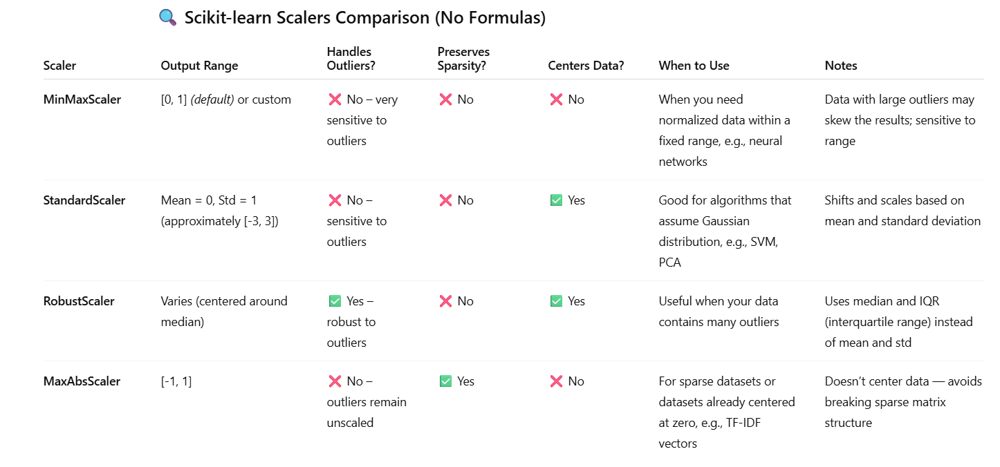 🔍 Scikit-learn Scalers Comparison (No Formulas)
Scaler Output Range Handles Outliers? Preserves Sparsity? Centers Data? When to Use Notes
MinMaxScaler
[0, 1] (default) or custom
❌ No – very
sensitive to
outliers
❌ No
❌ No
When you need
normalized data within a
fixed range, e.g., neural
networks
Data with large outliers may
skew the results; sensitive to
range
StandardScaler
Mean = 0, Std = 1
(approximately [-3, 3])
❌ No –
sensitive to
outliers
❌ No
✅ Yes
Good for algorithms that
assume Gaussian
distribution, e.g., SVM,
PCA
Shifts and scales based on
mean and standard deviation
RobustScaler
Varies (centered around
median)
✅ Yes –
robust to
outliers
❌ No
✅ Yes
Useful when your data
contains many outliers
Uses median and IQR
(interquartile range) instead
of mean and std
MaxAbsScaler
[-1, 1]
❌ No –
outliers remain
unscaled
✅ Yes
❌ No
For sparse datasets or
datasets already centered
at zero, e.g., TF-IDF
vectors
Doesn’t center data — avoids
breaking sparse matrix
structure